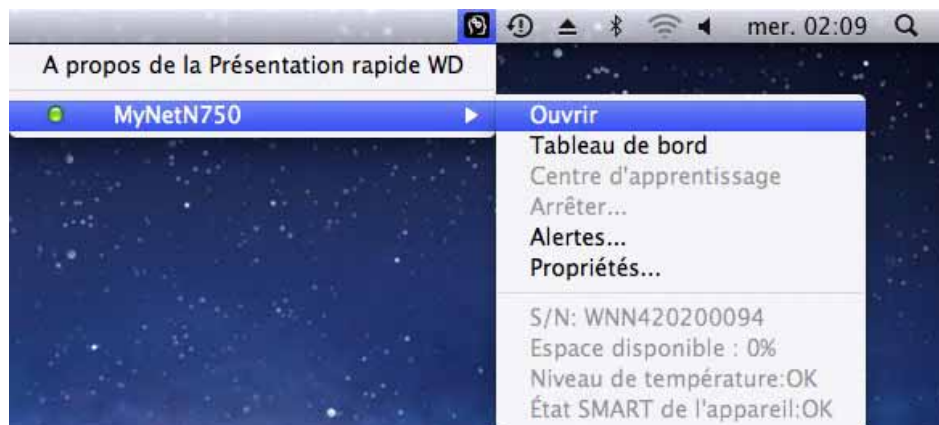 mer. 02:09
A propos de la Présentation rapide WD
MyNetN750
Ouvrir
Tableau de bord
Centre d'apprentissage
Arrêter...
Alertes...
Propriétés...
S/N: WNN420200094
Espace disponible : 0%
Niveau de température:OK
État SMART de l'appareil:OK